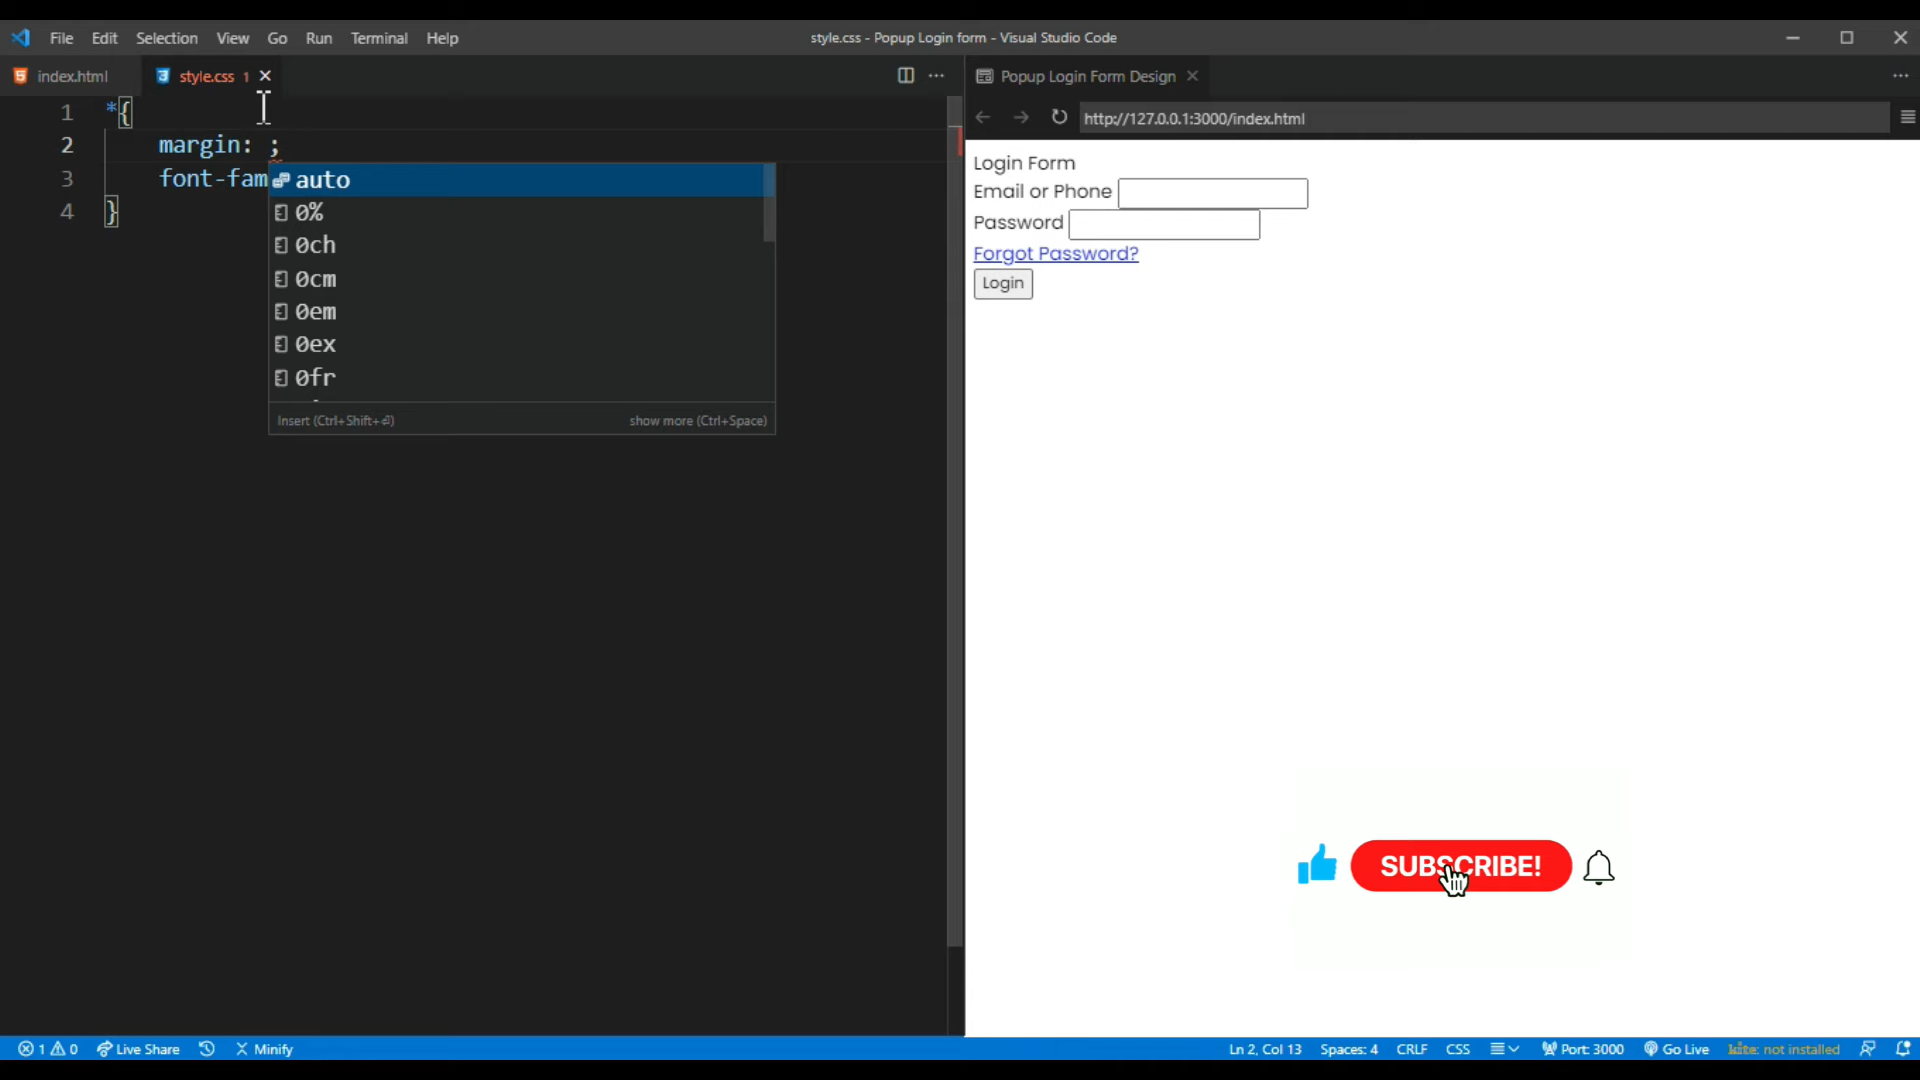 File Edit Selection View Go Run Terminal Help
style.css - Popup Login form - Visual Studio Code
index.html
style.css 1
Popup Login Form Design
http://127.0.0.1:3000/index.html
1 *{
2 margin: ;
3 font-fam
4 }
auto
0%
0ch
0cm
0em
0ex
0fr
Insert (Ctrl+Shift+⏎)
show more (Ctrl+Space)
Login Form
Email or Phone
Password
Forgot Password?
Login
SUBSCRIBE!
1 0 Live Share Minify
Ln 2, Col 13 Spaces: 4 CRLF CSS Port: 3000 Go Live kite: not installed